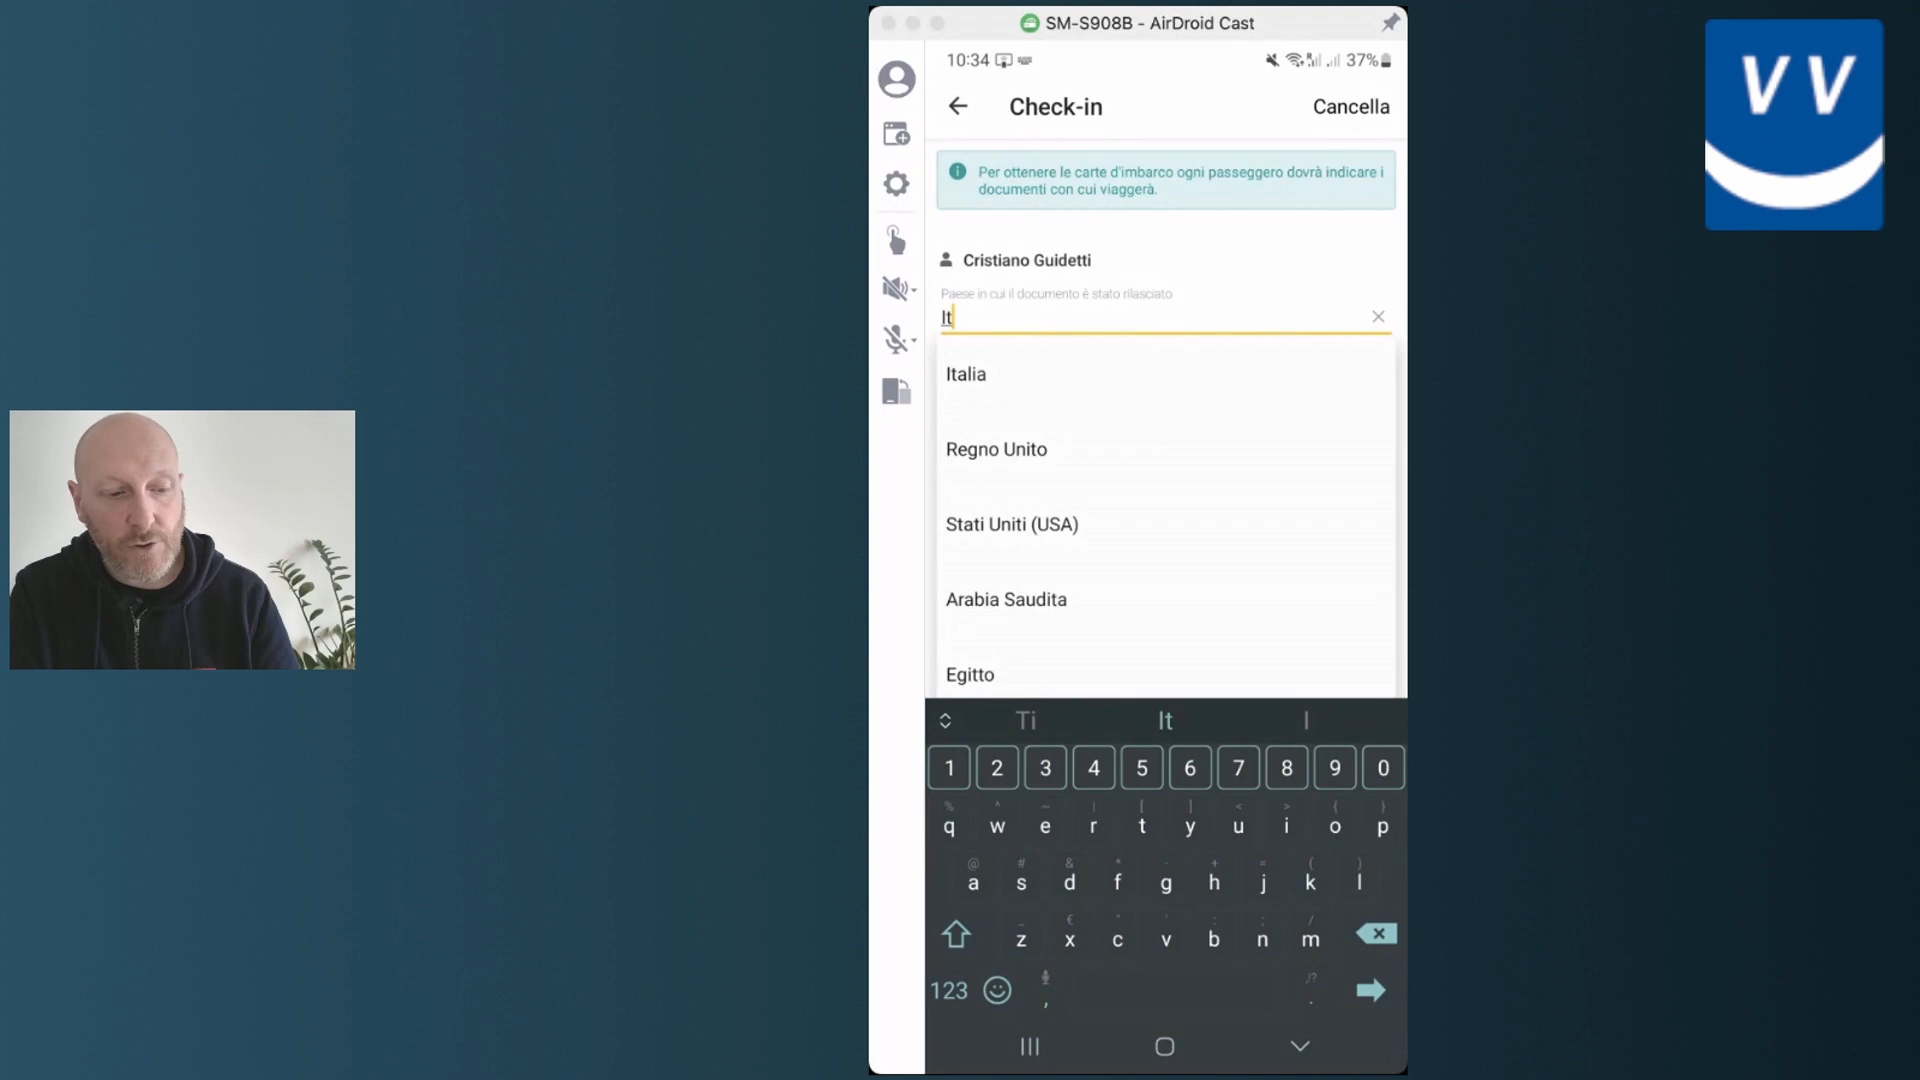 SM-S908B - AirDroid Cast
10:34
37%
Check-in
Cancella
Per ottenere le carte d'imbarco ogni passeggero dovrà indicare i
documenti con cui viaggerà.
Cristiano Guidetti
Paese in cui il documento è stato rilasciato
It
Italia
Regno Unito
Stati Uniti (USA)
Arabia Saudita
Egitto
Ti It I
1 2 3 4 5 6 7 8 9 0
% ^ ~ | [ ] < > { }
q w e r t y u i o p
@ # & * - + = ( )
a s d f g h j k l
_ € " ' : ; /
z x c v b n m
!?
123 , .
VV